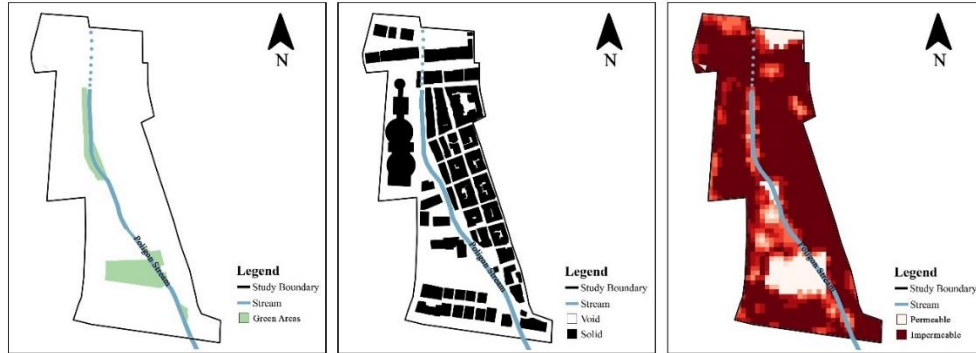 N
Poligon Stream
Legend
Study Boundary
Stream
Green Areas
N
Poligon Stream
Legend
Study Boundary
Stream
Void
Solid
N
Poligon Stream
Legend
Study Boundary
Stream
Permeable
Impermeable